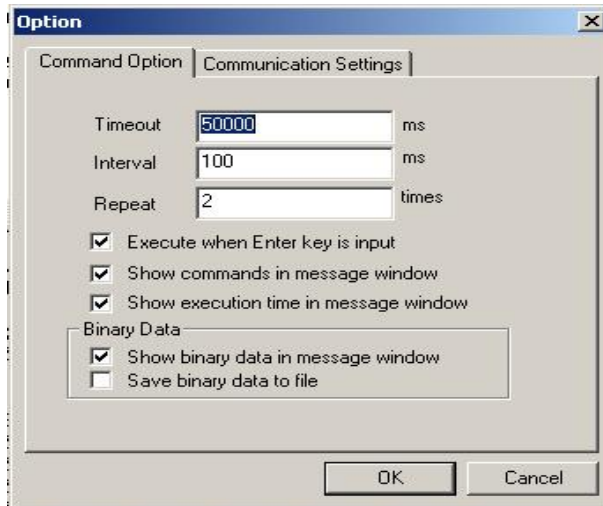 Option
Command Option Communication Settings
Timeout 50000 ms
Interval 100 ms
Repeat 2 times
Execute when Enter key is input
Show commands in message window
Show execution time in message window
Binary Data
Show binary data in message window
Save binary data to file
OK Cancel